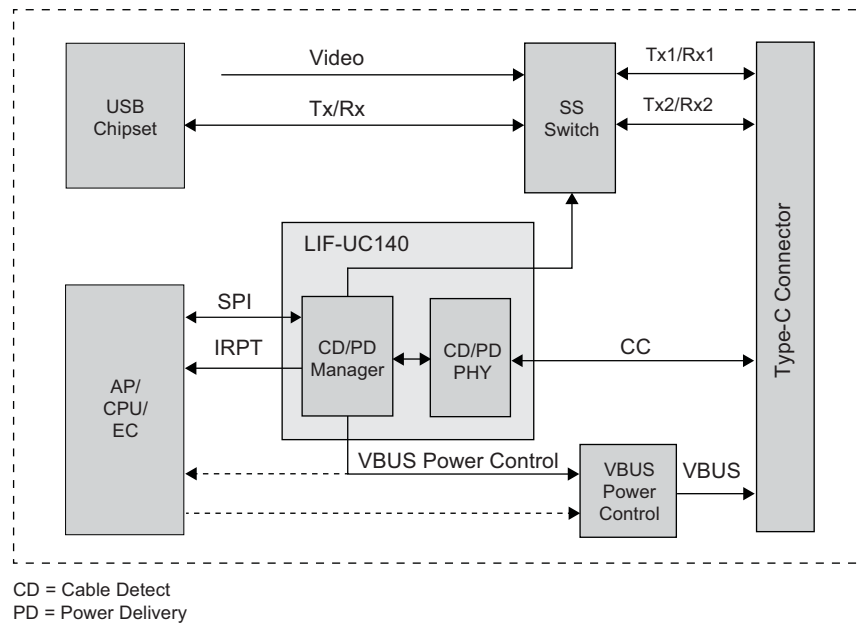 Video
Tx1/Rx1
USB
Chipset
SS
Switch
Tx/Rx
Tx2/Rx2
LIF-UC140
Type-C Connector
SPI
IRPT
CD/PD
Manager
CD/PD
PHY
CC
AP/
CPU/
EC
VBUS Power Control
VBUS
Power
Control
VBUS
CD = Cable Detect
PD = Power Delivery